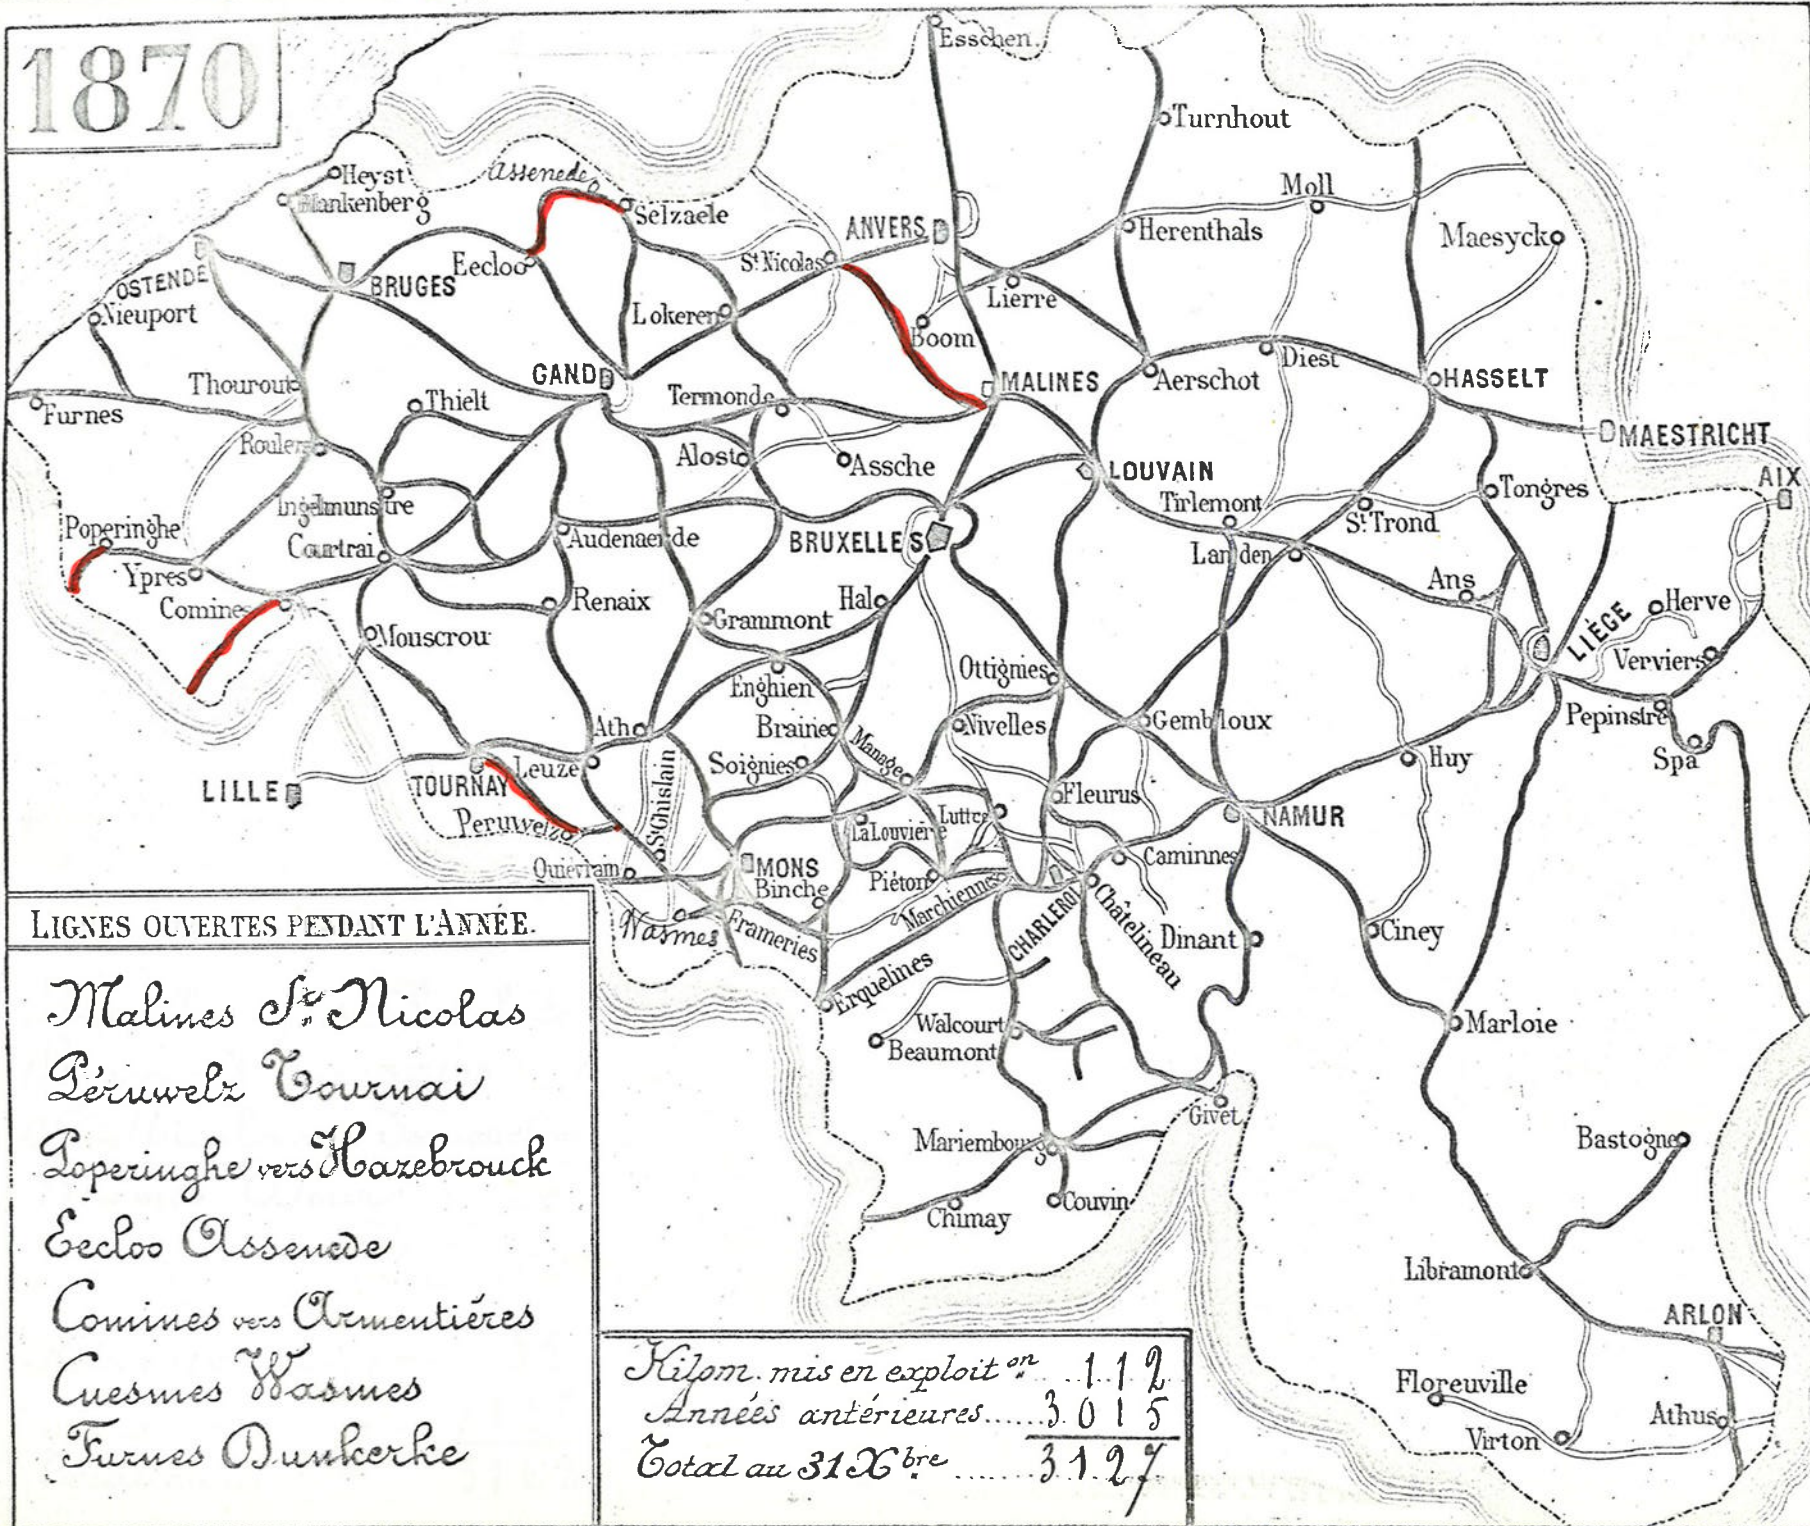 1870
Esschen.
Turnhout
Heyst
Blankenberg
Assenede
Selzaele
Moll
ANVERS
Herenthals
Maesyck
OSTENDE
BRUGES
Eecloo
St Nicolas
Nieuport
Lokeren
Lierre
Boom
Diest
GAND
MALINES
Aerschot
HASSELT
Thourout
Furnes
Thielt
Termonde
MAESTRICHT
Roulers
Alost
Assche
LOUVAIN
AIX
Tirlemont
Tongres
Ingelmunstre
St Trond
Poperinghe
Courtrai
Audenaerde
BRUXELLES
Landen
Ypres
Ans
Comines
Renaix
Hal
Herve
Grammont
LIÉGE
Mouscrou
Verviers
Ottignies
Enghien
Pepinstre
Ath
Braine
Nivelles
Gembloux
Manage
Huy
Spa
Leuze
Soignies
LILLE
TOURNAY
St Ghislain
Fleurus
NAMUR
Peruwelz
La Louvière
Luttre
Quiévrain
MONS
Binche
Piéton
Caminnes
Marchiennes
CHARLEROI
Châtelineau
Wasmes
Frameries
Dinant
Ciney
Erquelines
Walcourt
Beaumont
Marloie
Givet
Mariembourg
Bastogne
Chimay
Couvin
Libramont
ARLON
Floreuville
Athus
Virton
LIGNES OUVERTES PENDANT L'ANNÉE.
Malines St. Nicolas
Péruwelz Tournai
Poperinghe vers Hazebrouck
Eecloo Assenede
Comines vers Armentiéres
Cuesmes Wasmes
Furnes Dunkerke
Kilom. mis en exploiton. ..112
Années antérieures......3015
Total au 31 Xbre. ......3127